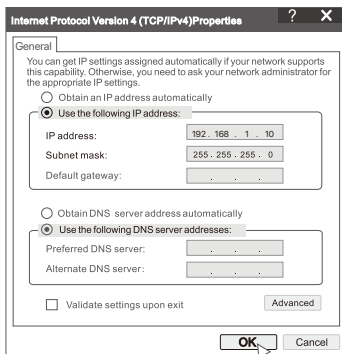 Internet Protocol Version 4 (TCP/IPv4)Properties ? X
General
You can get IP settings assigned automatically if your network supports
this capability. Otherwise, you need to ask your network administrator for
the appropriate IP settings.
Obtain an IP address automatically
Use the following IP address:
IP address: 192. 168 . 1 . 10
Subnet mask: 255. 255. 255. 0
Default gateway: . . .
Obtain DNS server address automatically
Use the following DNS server addresses:
Preferred DNS server: . . .
Alternate DNS server: . . .
Validate settings upon exit Advanced
OK Cancel